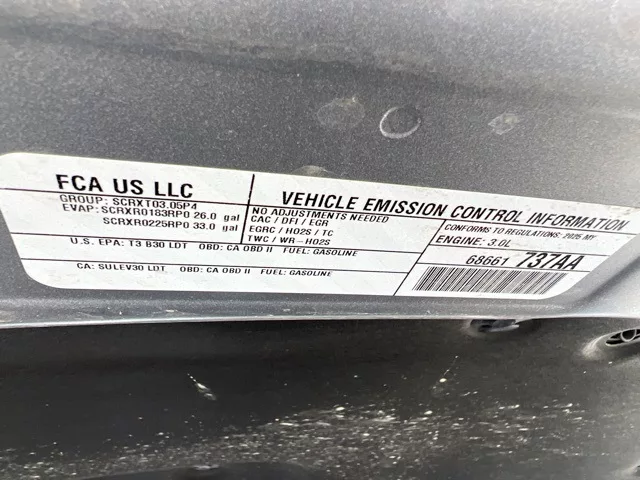 FCA US LLC
GROUP: SCRXT03.05P4
EVAP: SCRXR0183RP0 26.0 gal
SCRXR0225RP0 33.0 gal
U.S. EPA: T3 B30 LDT OBD: CA OBD II FUEL: GASOLINE
CA: SULEV30 LDT OBD: CA OBD II FUEL: GASOLINE
VEHICLE EMISSION CONTROL INFORMATION
NO ADJUSTMENTS NEEDED
CAC / DFI / EGR
EGRC / HO2S / TC
TWC / WR-HO2S
CONFORMS TO REGULATIONS: 2025 MY
ENGINE: 3.0L
68661 737AA